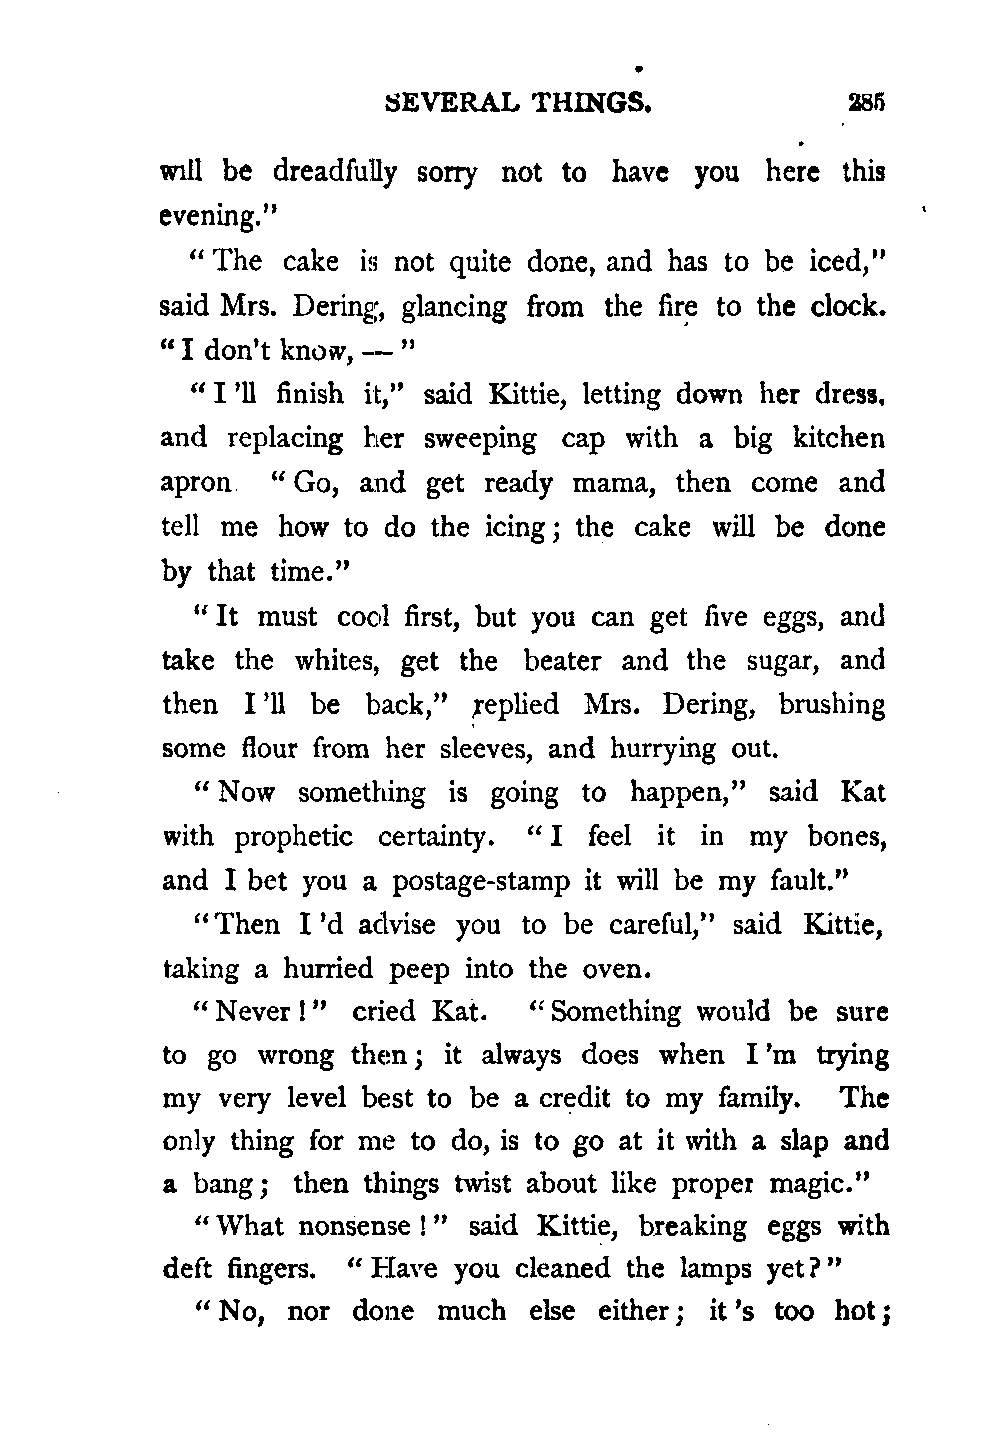 SEVERAL THINGS. 285
will be dreadfully sorry not to have you here this
evening."
"The cake is not quite done, and has to be iced,"
said Mrs. Dering, glancing from the fire to the clock.
"I don't know, — "
"I 'll finish it," said Kittie, letting down her dress,
and replacing her sweeping cap with a big kitchen
apron. "Go, and get ready mama, then come and
tell me how to do the icing; the cake will be done
by that time."
"It must cool first, but you can get five eggs, and
take the whites, get the beater and the sugar, and
then I 'll be back," replied Mrs. Dering, brushing
some flour from her sleeves, and hurrying out.
"Now something is going to happen," said Kat
with prophetic certainty. "I feel it in my bones,
and I bet you a postage-stamp it will be my fault."
"Then I 'd advise you to be careful," said Kittie,
taking a hurried peep into the oven.
"Never!" cried Kat. "Something would be sure
to go wrong then; it always does when I 'm trying
my very level best to be a credit to my family. The
only thing for me to do, is to go at it with a slap and
a bang; then things twist about like proper magic."
"What nonsense!" said Kittie, breaking eggs with
deft fingers. "Have you cleaned the lamps yet?"
"No, nor done much else either; it 's too hot;